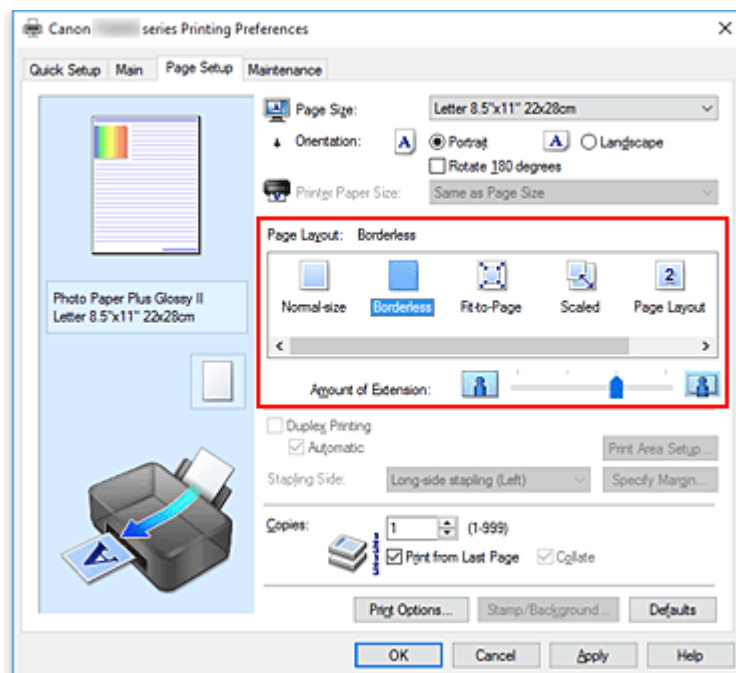 Canon series Printing Preferences
Quick Setup Main Page Setup Maintenance
Page Size: Letter 8.5"x11" 22x28cm
Orientation: A Portrait A Landscape
Rotate 180 degrees
Printer Paper Size: Same as Page Size
Page Layout: Borderless
2
Normal-size Borderless Fit-to-Page Scaled Page Layout
Photo Paper Plus Glossy II
Letter 8.5"x11" 22x28cm
Amount of Extension:
Duplex Printing
Automatic Print Area Setup...
Stapling Side: Long-side stapling (Left) Specify Margin...
Copies: 1 (1-999)
Print from Last Page Collate
A
Print Options... Stamp/Background... Defaults
OK Cancel Apply Help